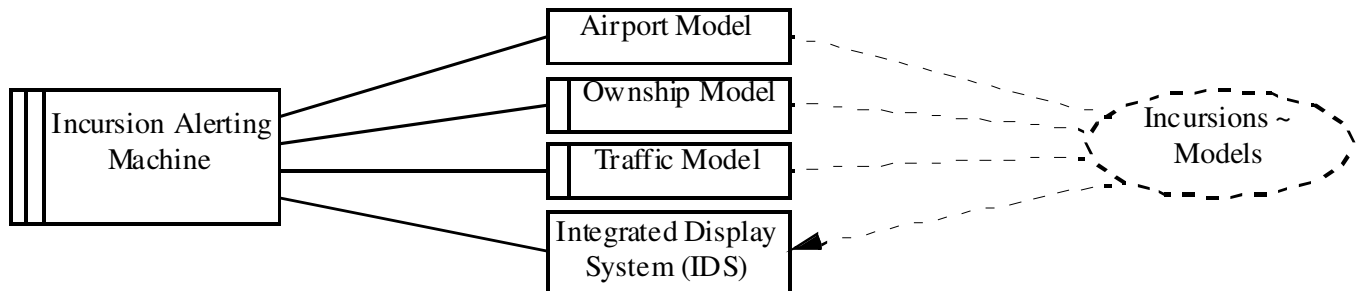 Incursion Alerting
Machine
Airport Model
Ownship Model
Traffic Model
Integrated Display
System (IDS)
Incursions ~
Models